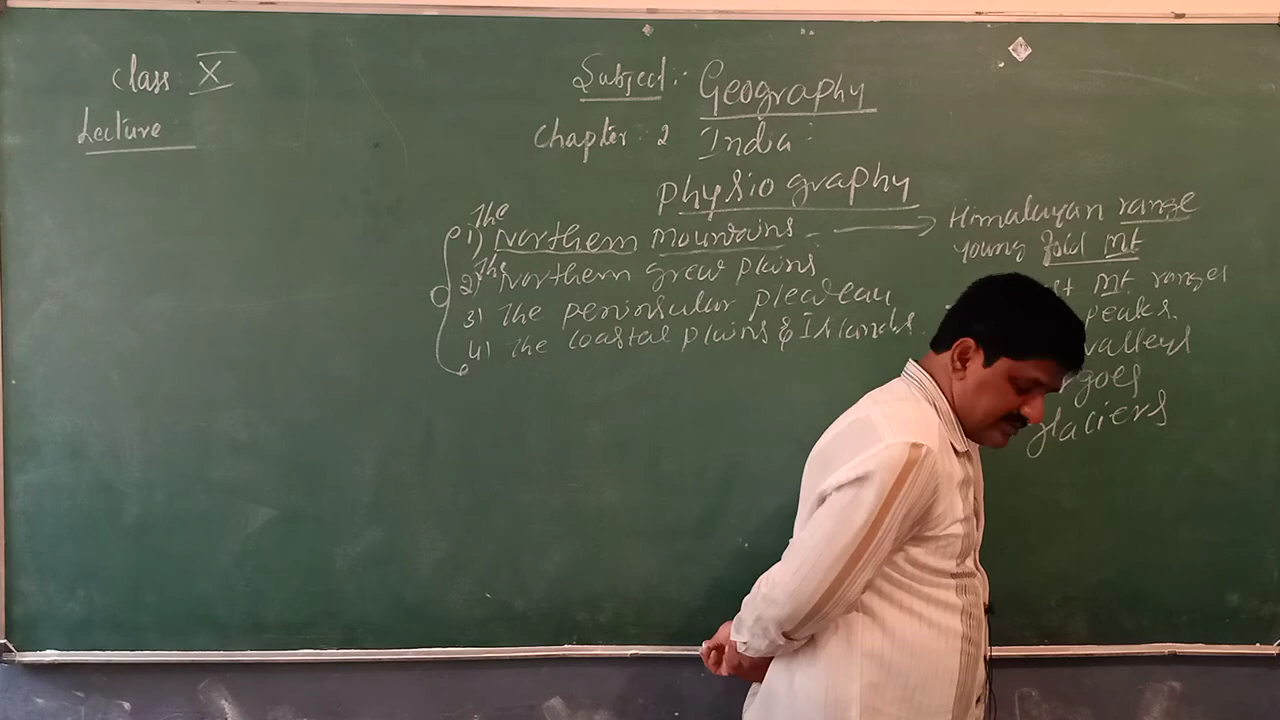 Class X
Lecture
Subject:- Geography
Chapter: 2 India:
Physiography
1) The Northern mountains - → Himalayan range
young fold Mt
2) The Northern great plains
Mt ranges
3) The peninsular pleateau
peaks.
4) The Coastal plains & Islands.
valleys
glaciers